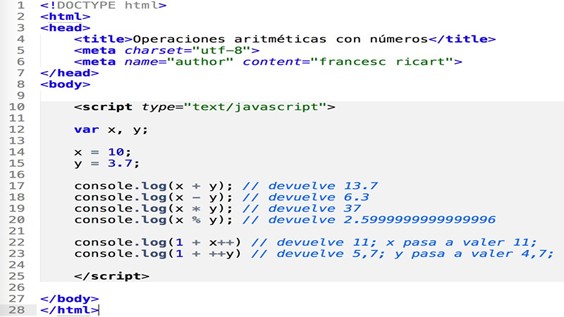 1 <!DOCTYPE html>
2 <html>
3 <head>
4 <title>Operaciones aritméticas con números</title>
5 <meta charset="utf-8">
6 <meta name="author" content="francesc ricart">
7 </head>
8 <body>
9
10 <script type="text/javascript">
11
12 var x, y;
13
14 x = 10;
15 y = 3.7;
16
17 console.log(x + y); // devuelve 13.7
18 console.log(x - y); // devuelve 6.3
19 console.log(x * y); // devuelve 37
20 console.log(x % y); // devuelve 2.5999999999999996
21
22 console.log(1 + x++) // devuelve 11; x pasa a valer 11;
23 console.log(1 + ++y) // devuelve 5,7; y pasa a valer 4,7;
24
25 </script>
26
27 </body>
28 </html>